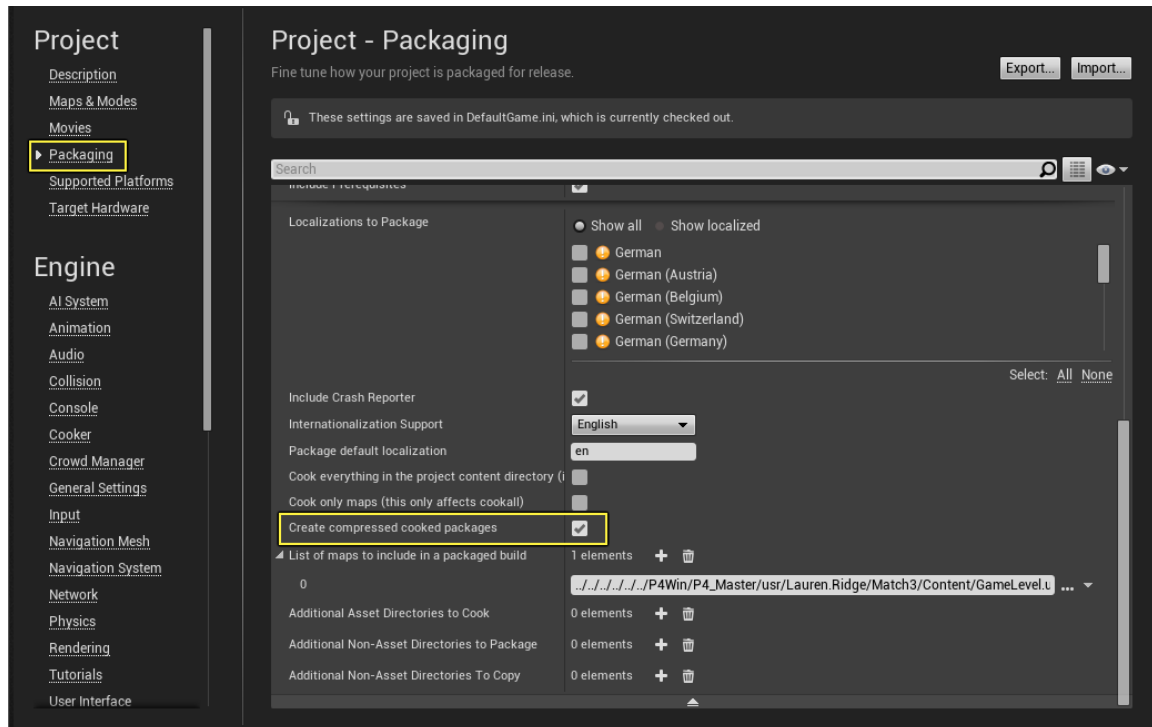 Project
Description
Maps & Modes
Movies
Packaging
Supported Platforms
Target Hardware
Engine
AI System
Animation
Audio
Collision
Console
Cooker
Crowd Manager
General Settings
Input
Navigation Mesh
Navigation System
Network
Physics
Rendering
Tutorials
User Interface
Project - Packaging
Fine tune how your project is packaged for release.
Export... Import...
These settings are saved in DefaultGame.ini, which is currently checked out.
Search
Include Prerequisites
Localizations to Package
Show all Show localized
German
German (Austria)
German (Belgium)
German (Switzerland)
German (Germany)
Select: All None
Include Crash Reporter
Internationalization Support English
Package default localization en
Cook everything in the project content directory (i
Cook only maps (this only affects cookall)
Create compressed cooked packages
List of maps to include in a packaged build 1 elements
0 ../../../../../../P4Win/P4_Master/usr/Lauren.Ridge/Match3/Content/GameLevel.u ...
Additional Asset Directories to Cook 0 elements
Additional Non-Asset Directories to Package 0 elements
Additional Non-Asset Directories To Copy 0 elements